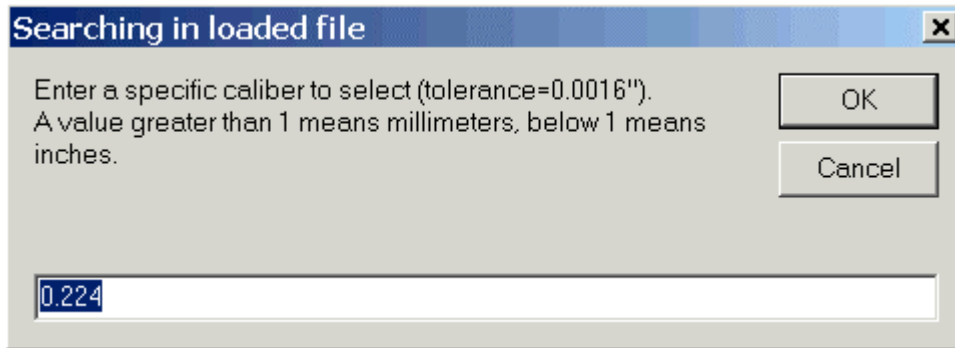 Searching in loaded file
Enter a specific caliber to select (tolerance=0.0016").
A value greater than 1 means millimeters, below 1 means
inches.
OK
Cancel
0.224